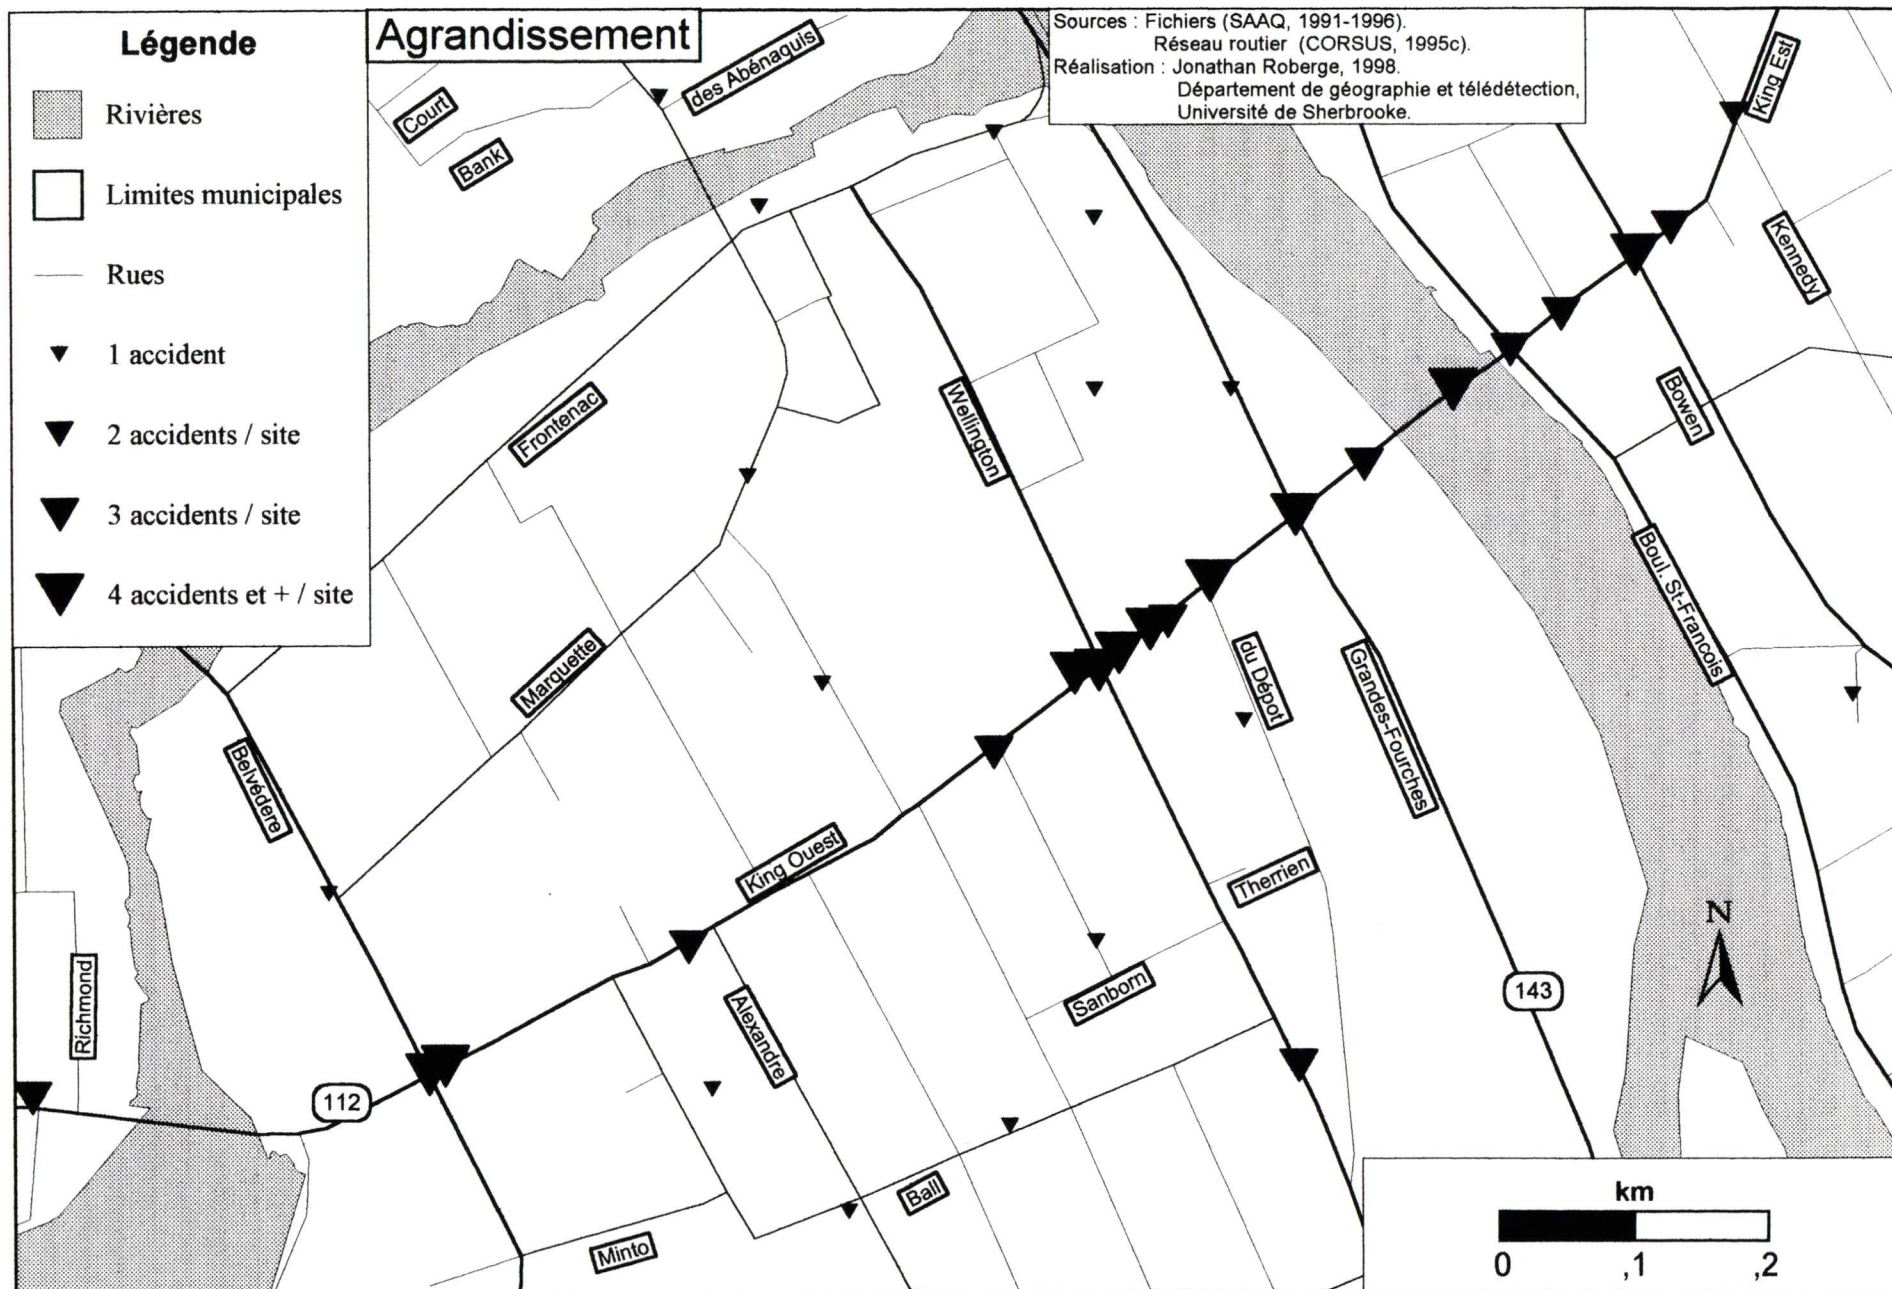 Légende
Rivières
Limites municipales
Rues
1 accident
2 accidents / site
3 accidents / site
4 accidents et + / site
Agrandissement
Sources : Fichiers (SAAQ, 1991-1996).
Réseau routier (CORSUS, 1995c).
Réalisation : Jonathan Roberge, 1998.
Département de géographie et télédétection,
Université de Sherbrooke.
Court
Bank
des Abénaquis
King Est
Kennedy
Frontenac
Wellington
Bowen
Boul. St-Francois
Marquette
du Dépot
Grandes-Fourches
Belvédere
King Ouest
Therrien
Sanborn
Richmond
Alexandre
143
N
112
Ball
Minto
km
0 ,1 ,2